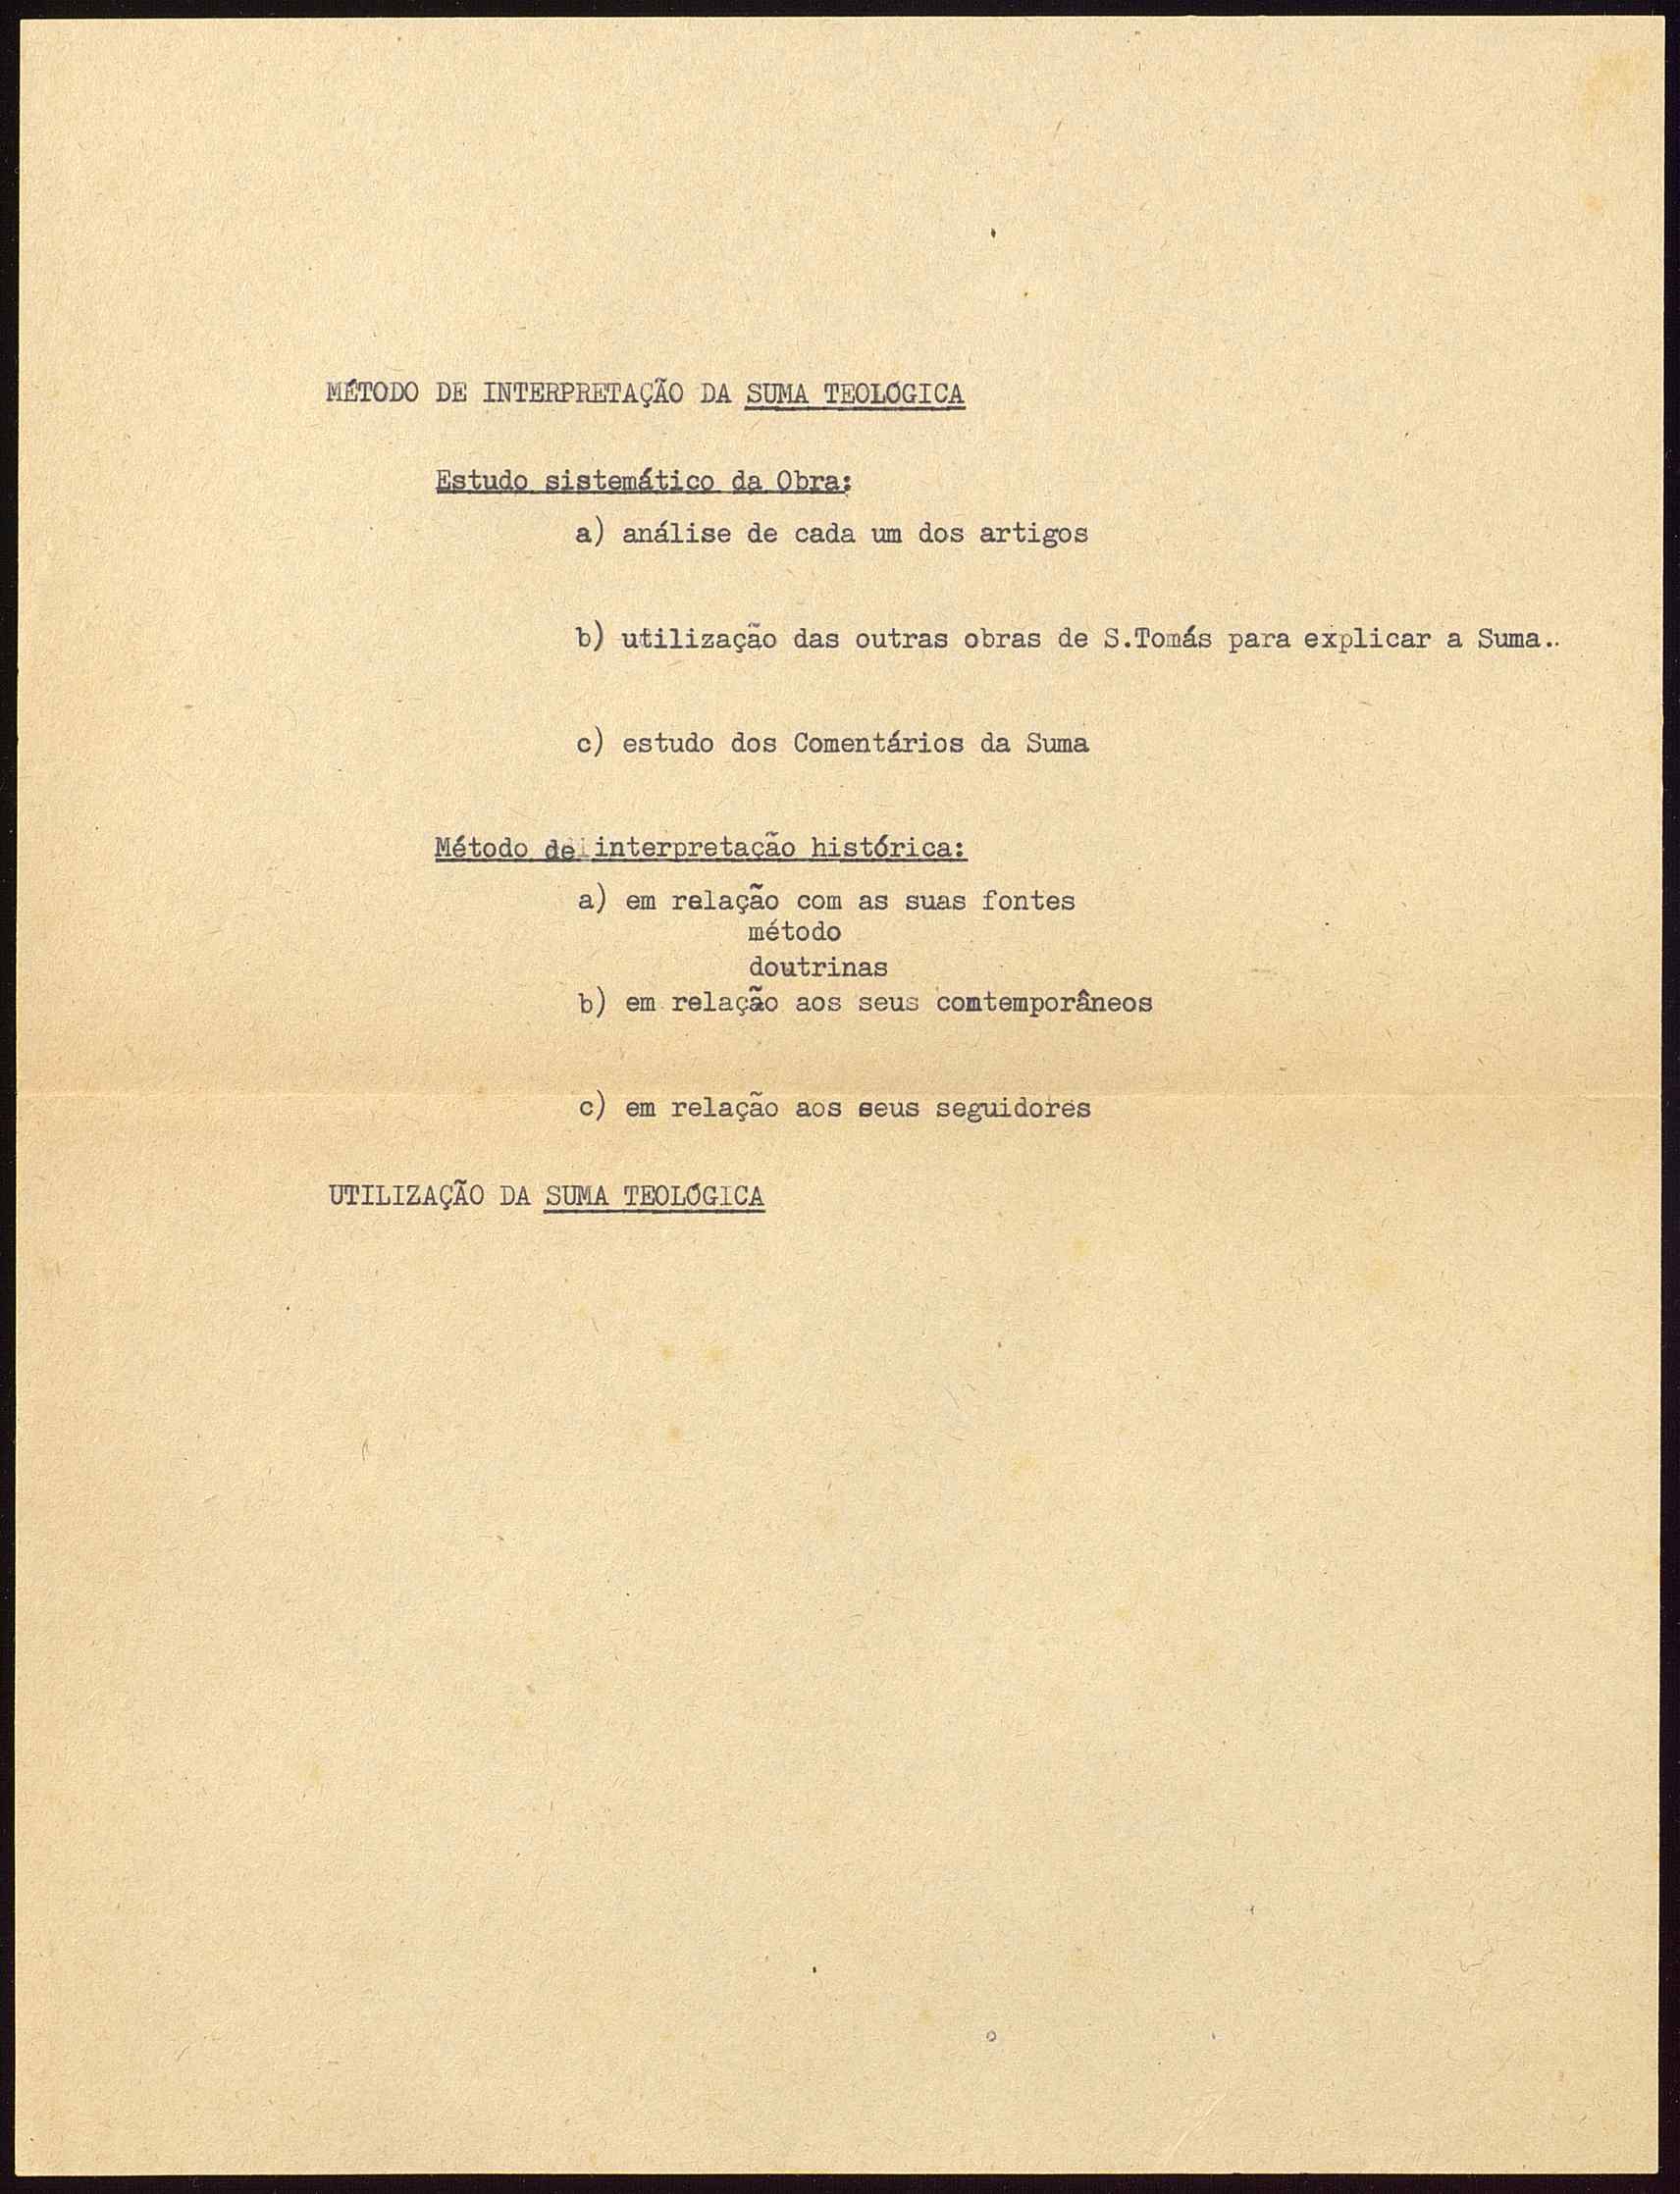 MÉTODO DE INTERPRETAÇÃO DA SUMA TEOLÓGICA
Estudo sistemático da Obra:
a) análise de cada um dos artigos
b) utilização das outras obras de S.Tomás para explicar a Suma..
c) estudo dos Comentários da Suma
Método de interpretação histórica:
a) em relação com as suas fontes
método
doutrinas
b) em relação aos seus comtemporâneos
c) em relação aos seus seguidores
UTILIZAÇÃO DA SUMA TEOLÓGICA